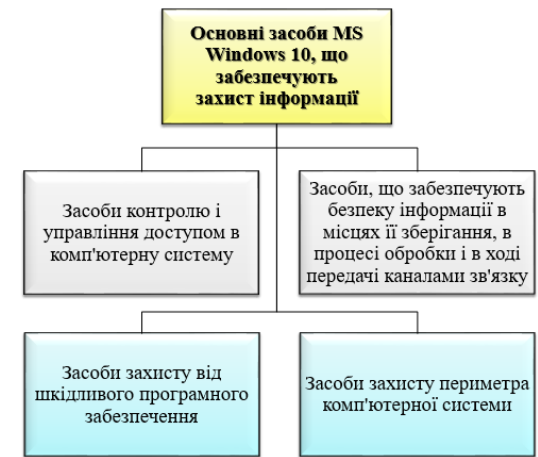 Основні засоби MS
Windows 10, що
забезпечують
захист інформації
Засоби контролю і
управління доступом в
комп'ютерну систему
Засоби, що забезпечують
безпеку інформації в
місцях її зберігання, в
процесі обробки і в ході
передачі каналами зв'язку
Засоби захисту від
шкідливого програмного
забезпечення
Засоби захисту периметра
комп'ютерної системи